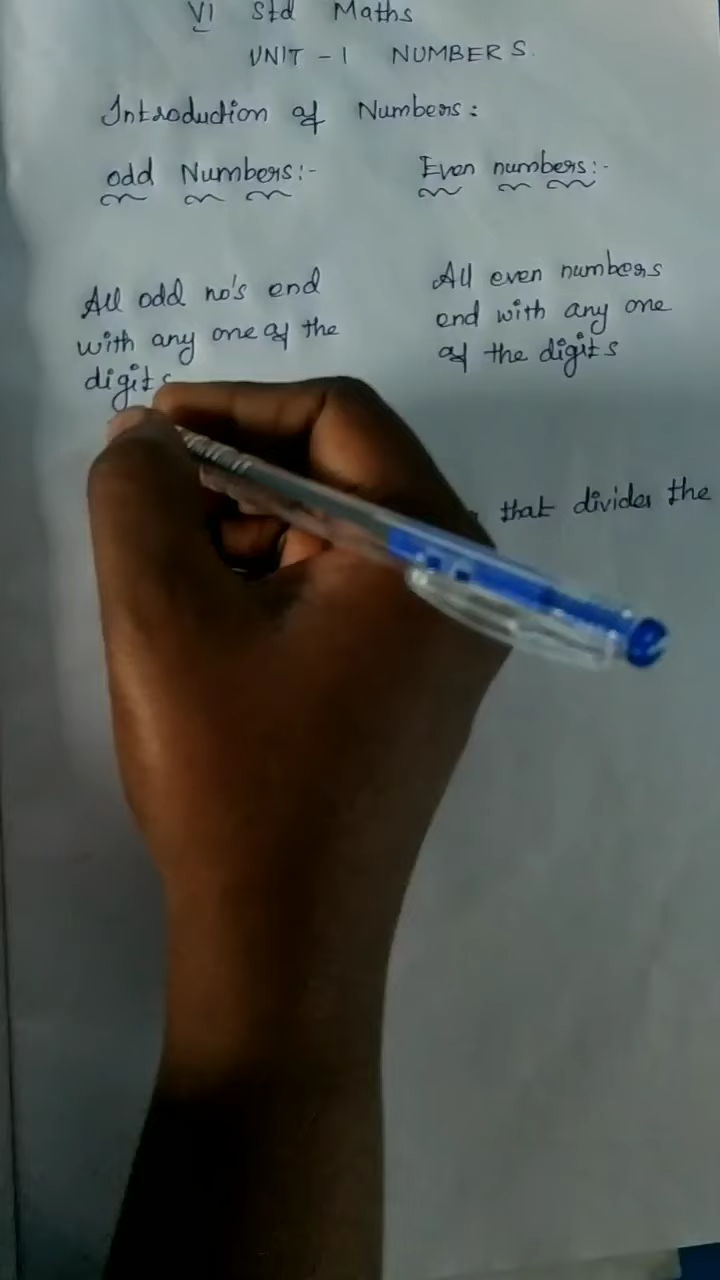 VI Std Maths
UNIT - 1 NUMBERS
Introduction of Numbers:
odd Numbers:-
Even numbers:-
All odd no's end
with any one of the
digits
All even numbers
end with any one
of the digits
that divides the